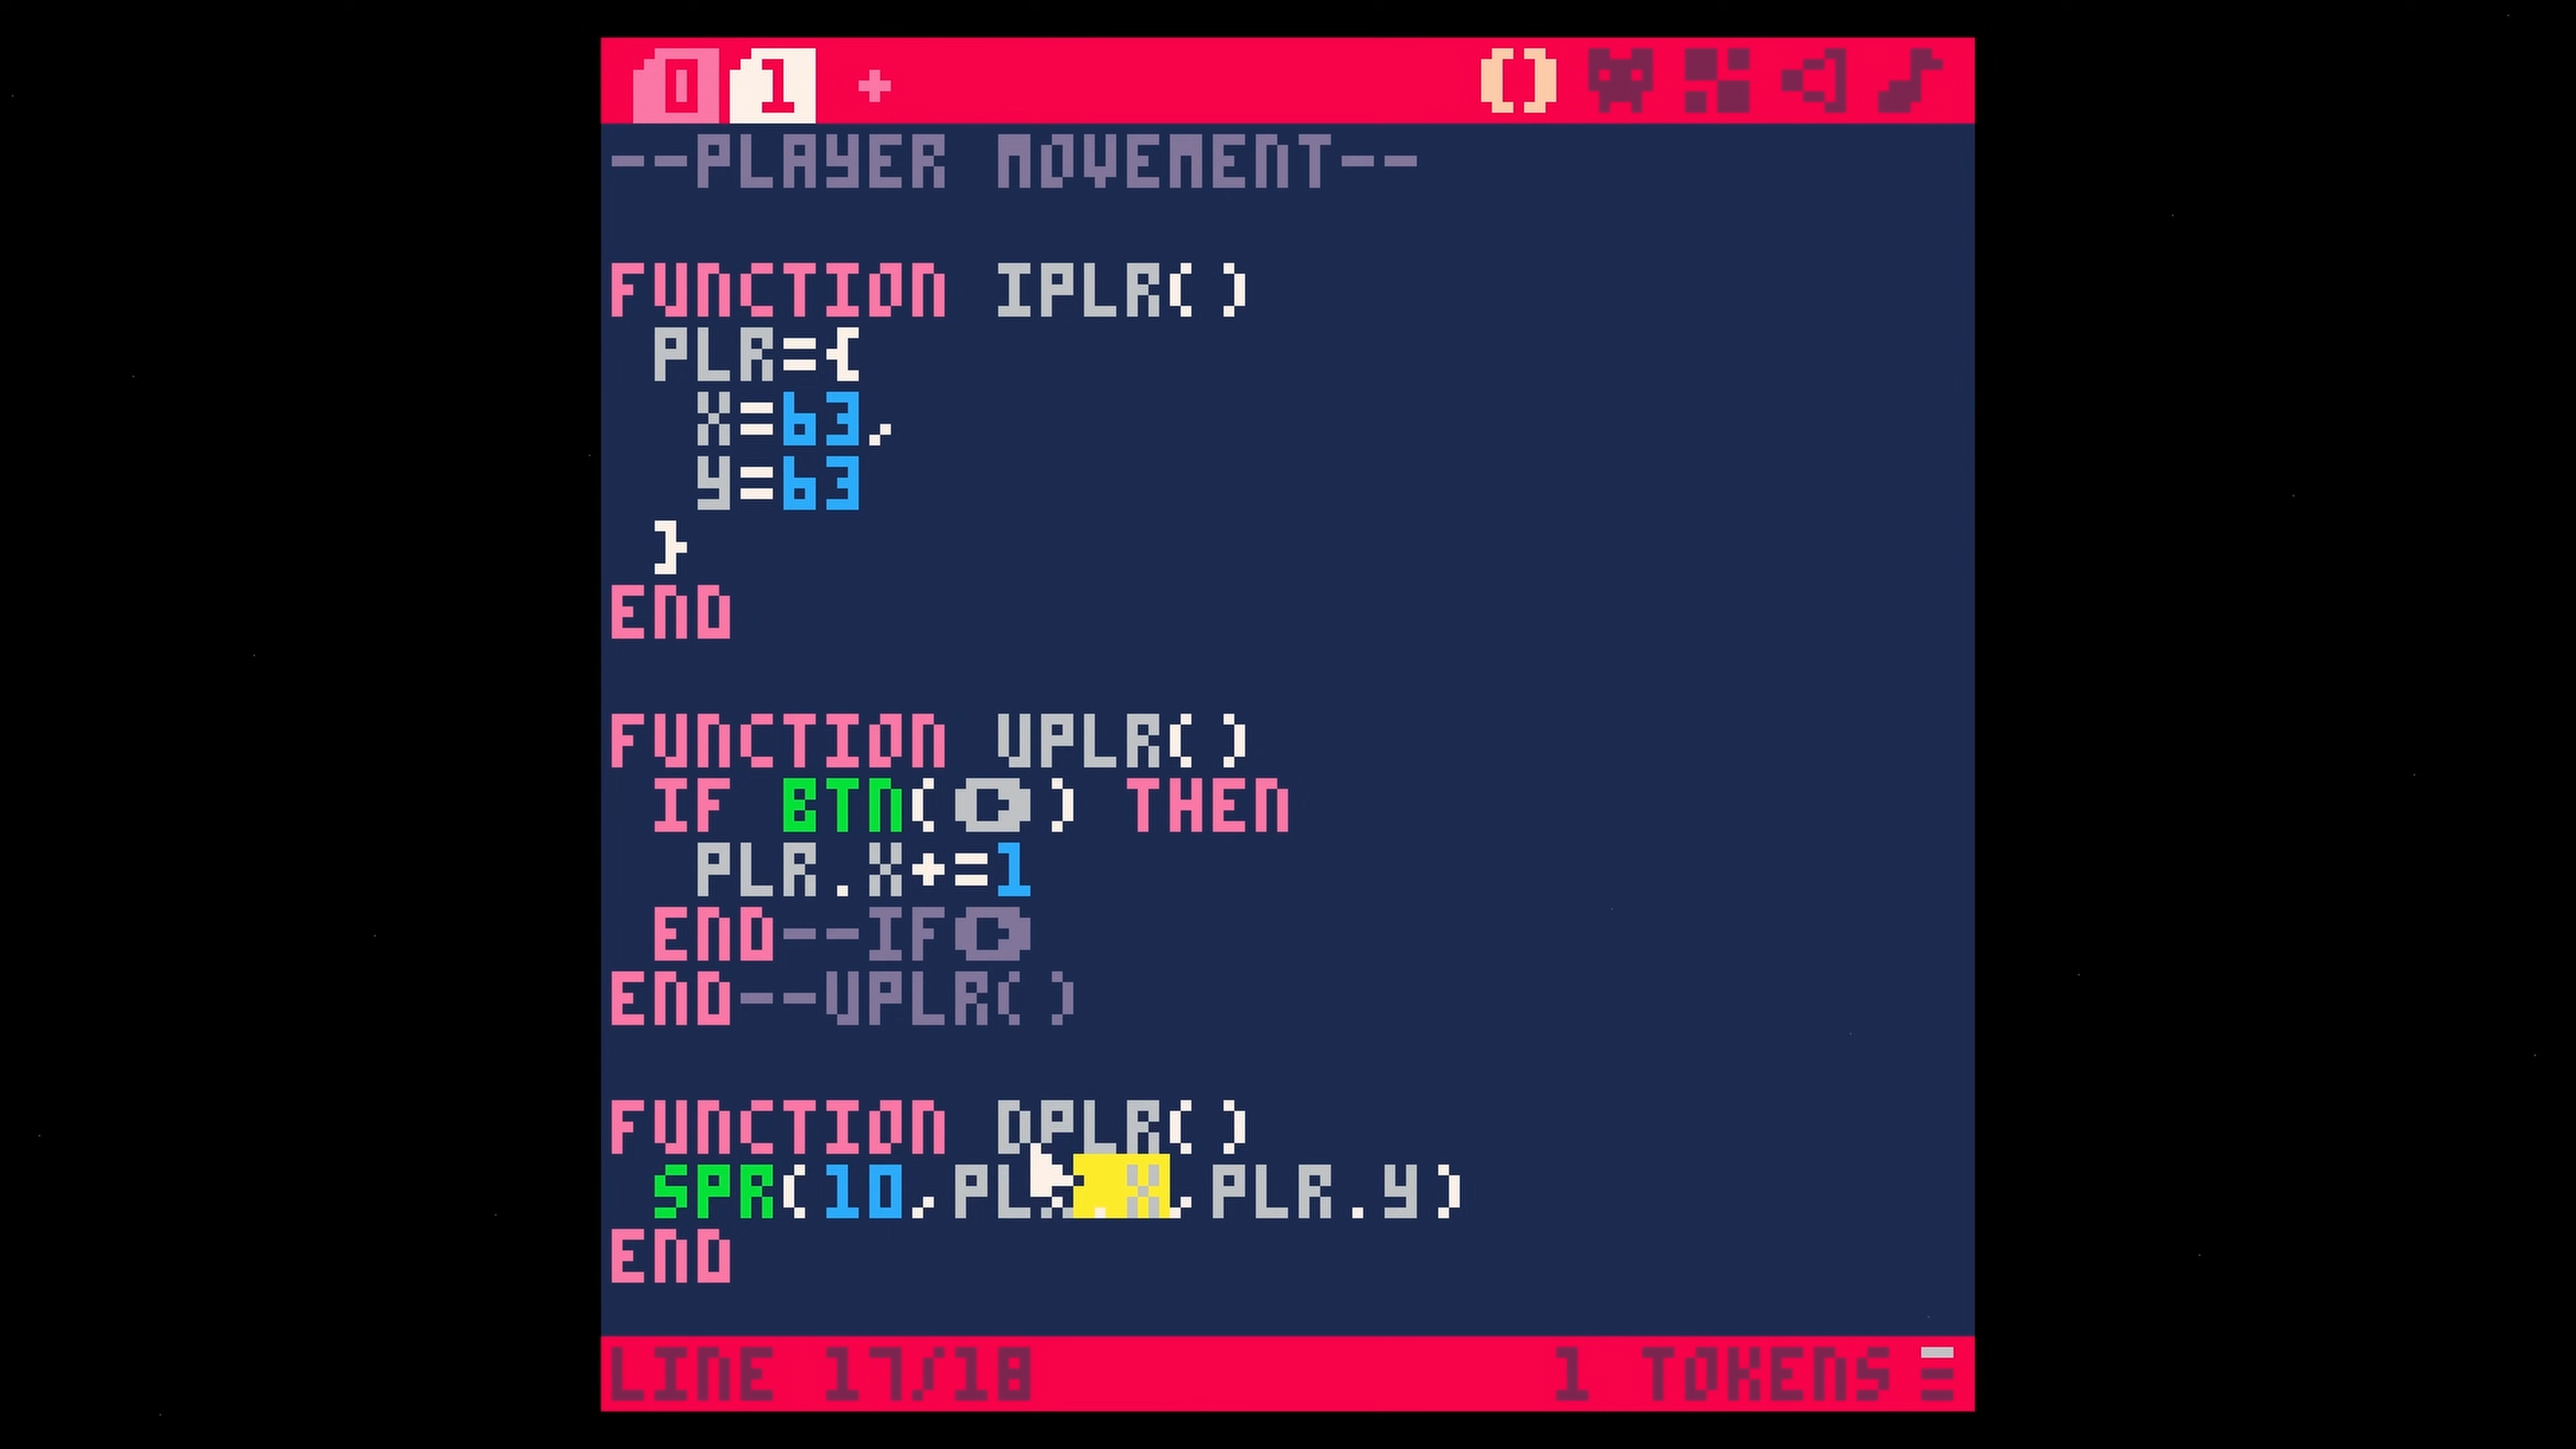 0 1 +
--PLAYER MOVEMENT--
FUNCTION IPLR()
PLR={
X=63,
Y=63
}
END
FUNCTION UPLR()
IF BTN(➡️) THEN
PLR.X+=1
END--IF➡️
END--UPLR()
FUNCTION DPLR()
SPR(10,PLR.X,PLR.Y)
END
LINE 17/18 1 TOKENS